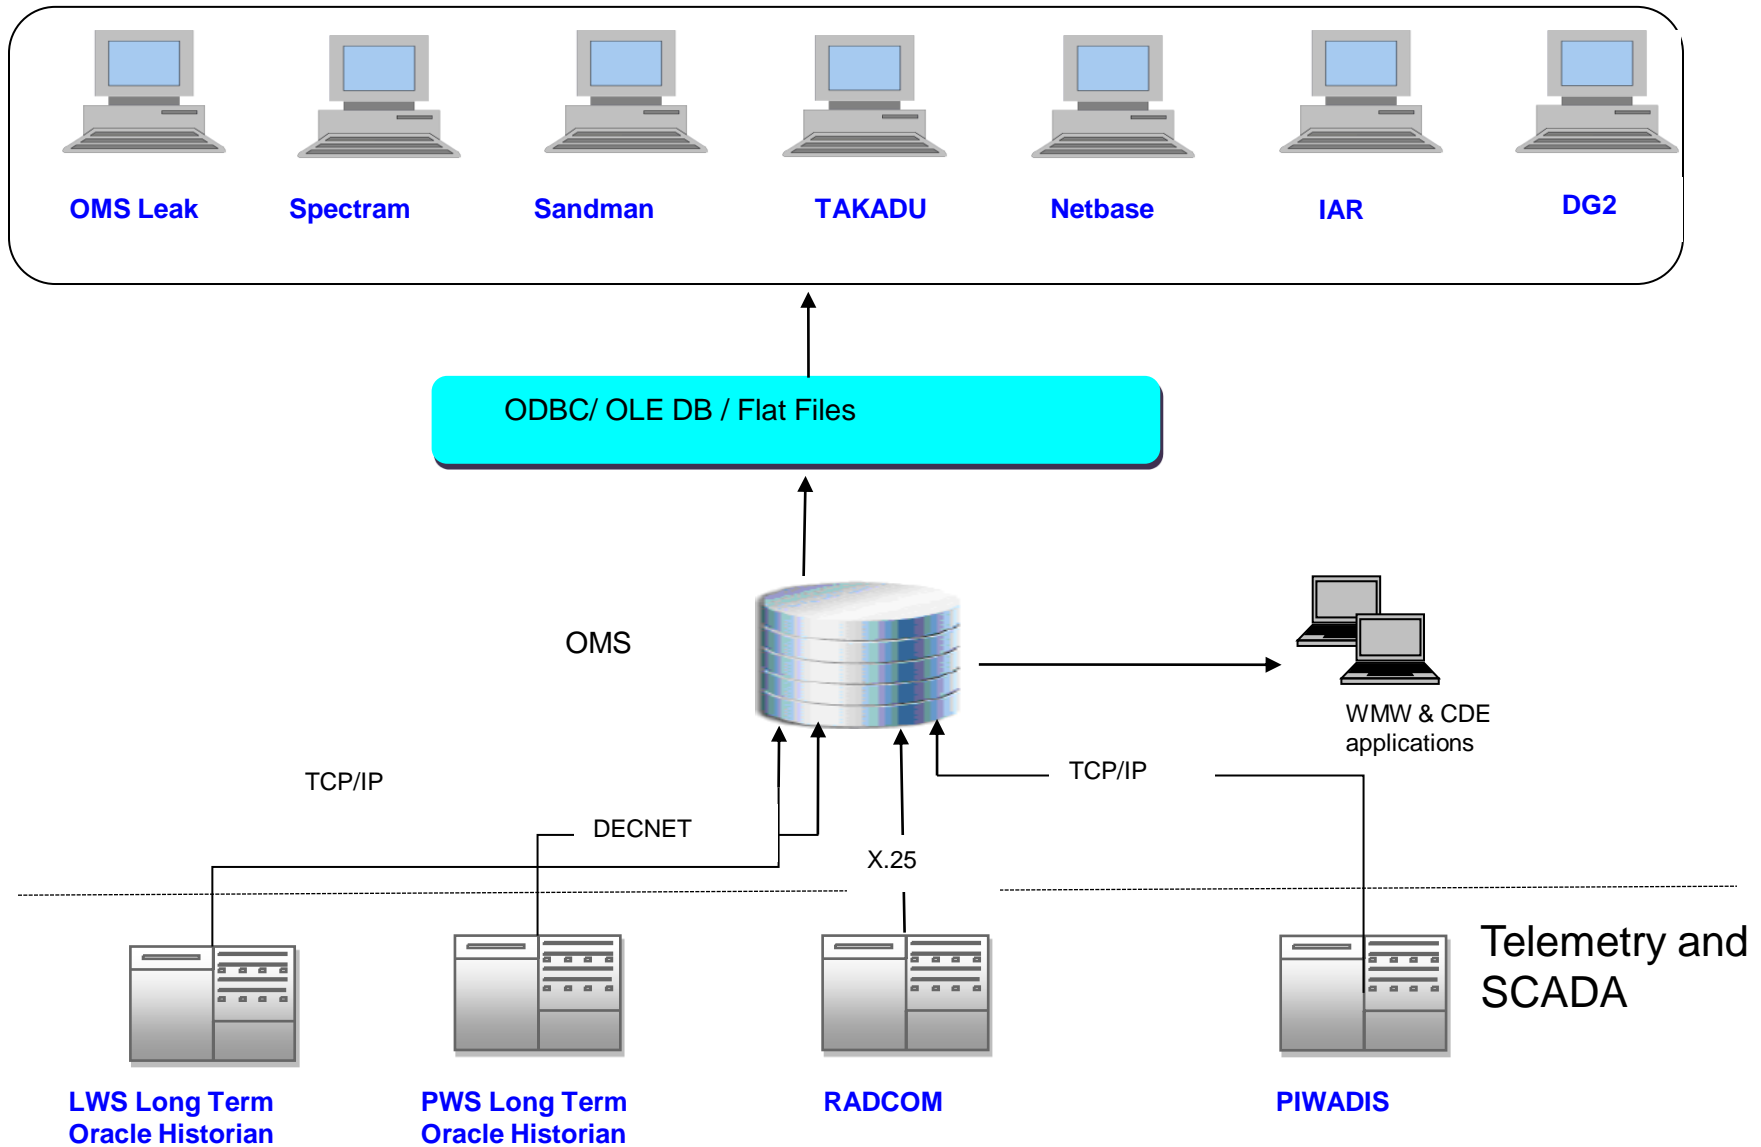 OMS Leak
Spectram
Sandman
TAKADU
Netbase
IAR
DG2
ODBC/ OLE DB / Flat Files
OMS
WMW & CDE
applications
TCP/IP
TCP/IP
DECNET
X.25
Telemetry and
SCADA
LWS Long Term
Oracle Historian
PWS Long Term
Oracle Historian
RADCOM
PIWADIS